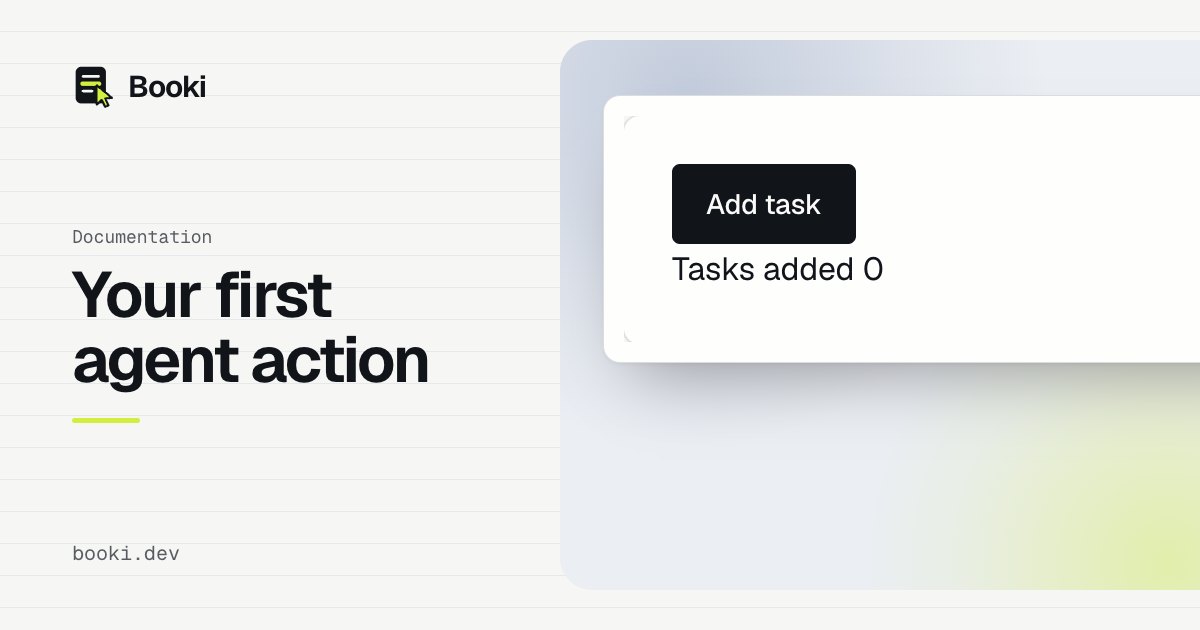 Booki
Documentation
Your first
agent action
booki.dev
Add task
Tasks added 0